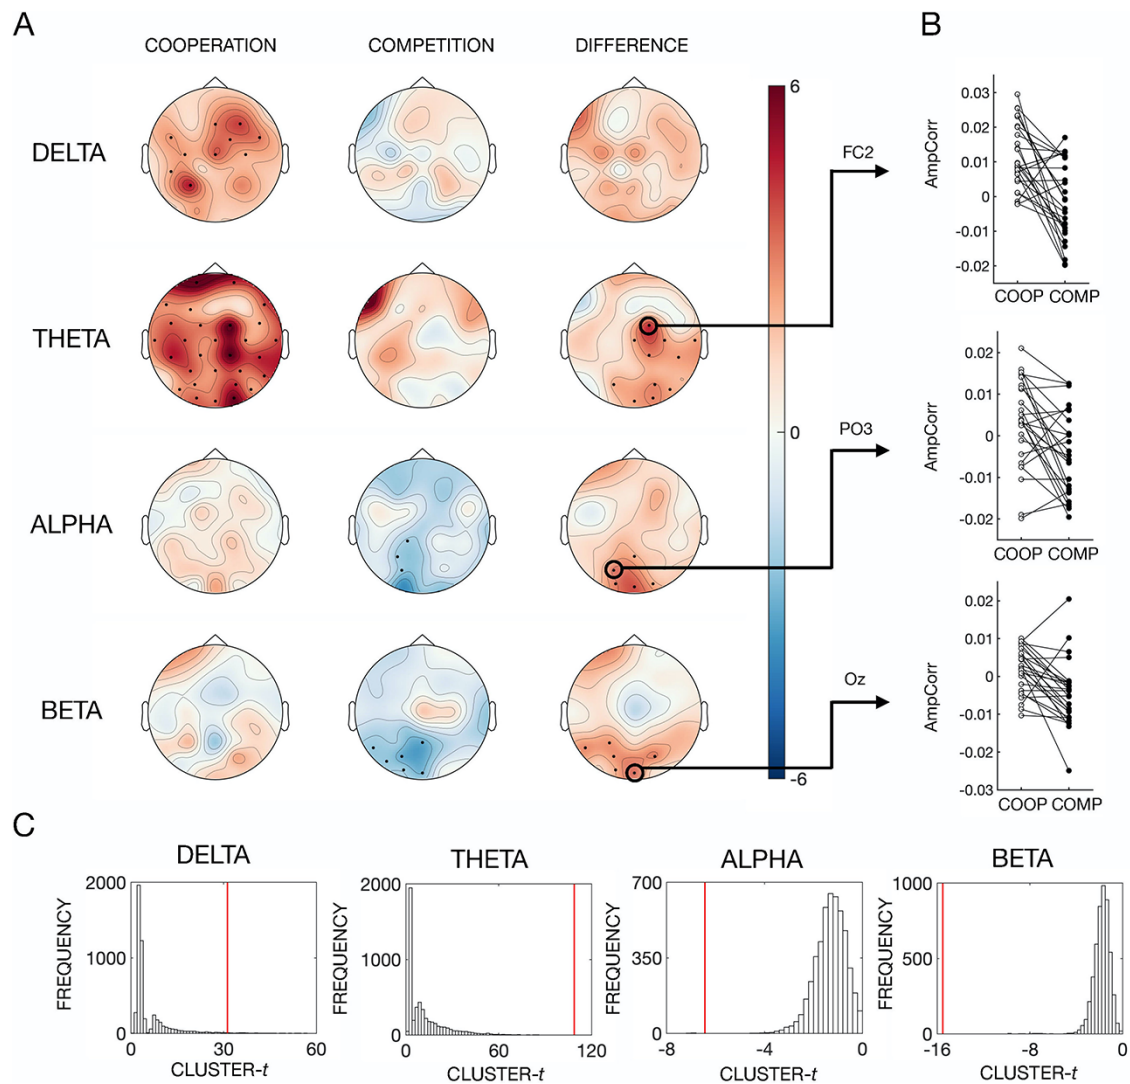 A
B
COOPERATION COMPETITION DIFFERENCE
DELTA
THETA
ALPHA
BETA
6
0
-6
FC2
PO3
Oz
AmpCorr
0.03
0.02
0.01
0
-0.01
-0.02
COOP COMP
AmpCorr
0.02
0.01
0
-0.01
-0.02
COOP COMP
AmpCorr
0.02
0.01
0
-0.01
-0.02
-0.03
COOP COMP
C
DELTA
FREQUENCY
2000
1000
0
0 30 60
CLUSTER-t
THETA
FREQUENCY
2000
1000
0
0 60 120
CLUSTER-t
ALPHA
FREQUENCY
700
350
0
-8 -4 0
CLUSTER-t
BETA
FREQUENCY
1000
500
0
-16 -8 0
CLUSTER-t